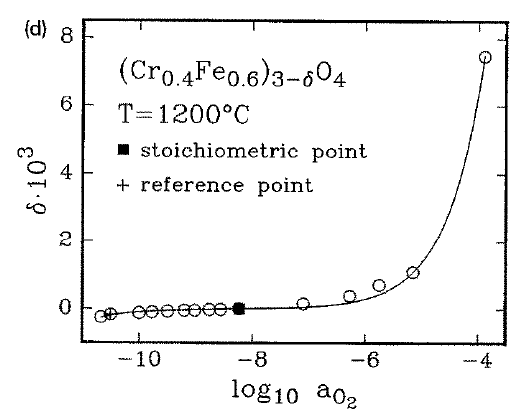 (d)
8
6
4
2
0
δ·10³
(Cr₀.₄Fe₀.₆)₃₋δO₄
T=1200°C
■ stoichiometric point
+ reference point
−10 −8 −6 −4
log₁₀ aO₂